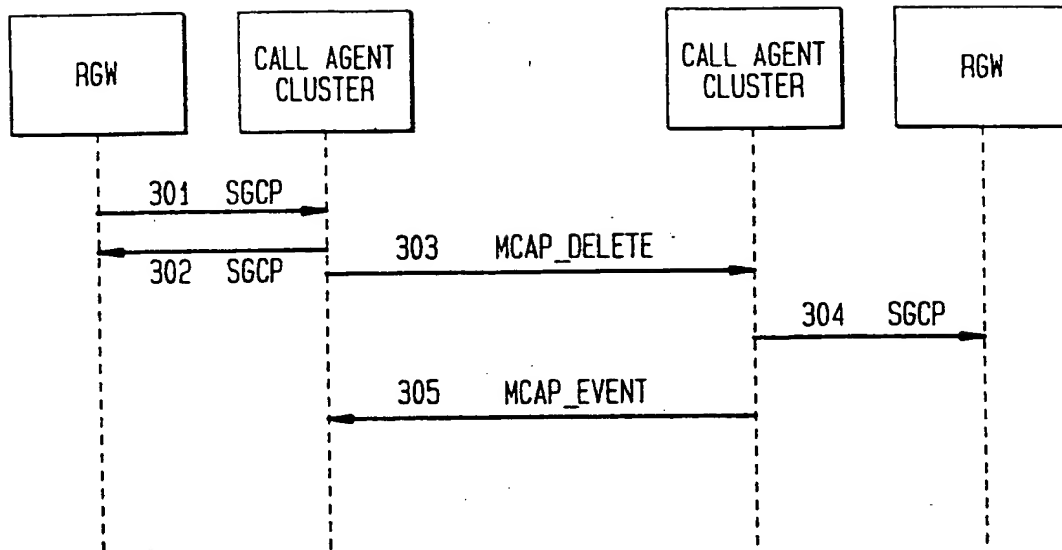 RGW
CALL AGENT
CLUSTER
CALL AGENT
CLUSTER
RGW
301 SGCP
302 SGCP
303 MCAP_DELETE
304 SGCP
305 MCAP_EVENT